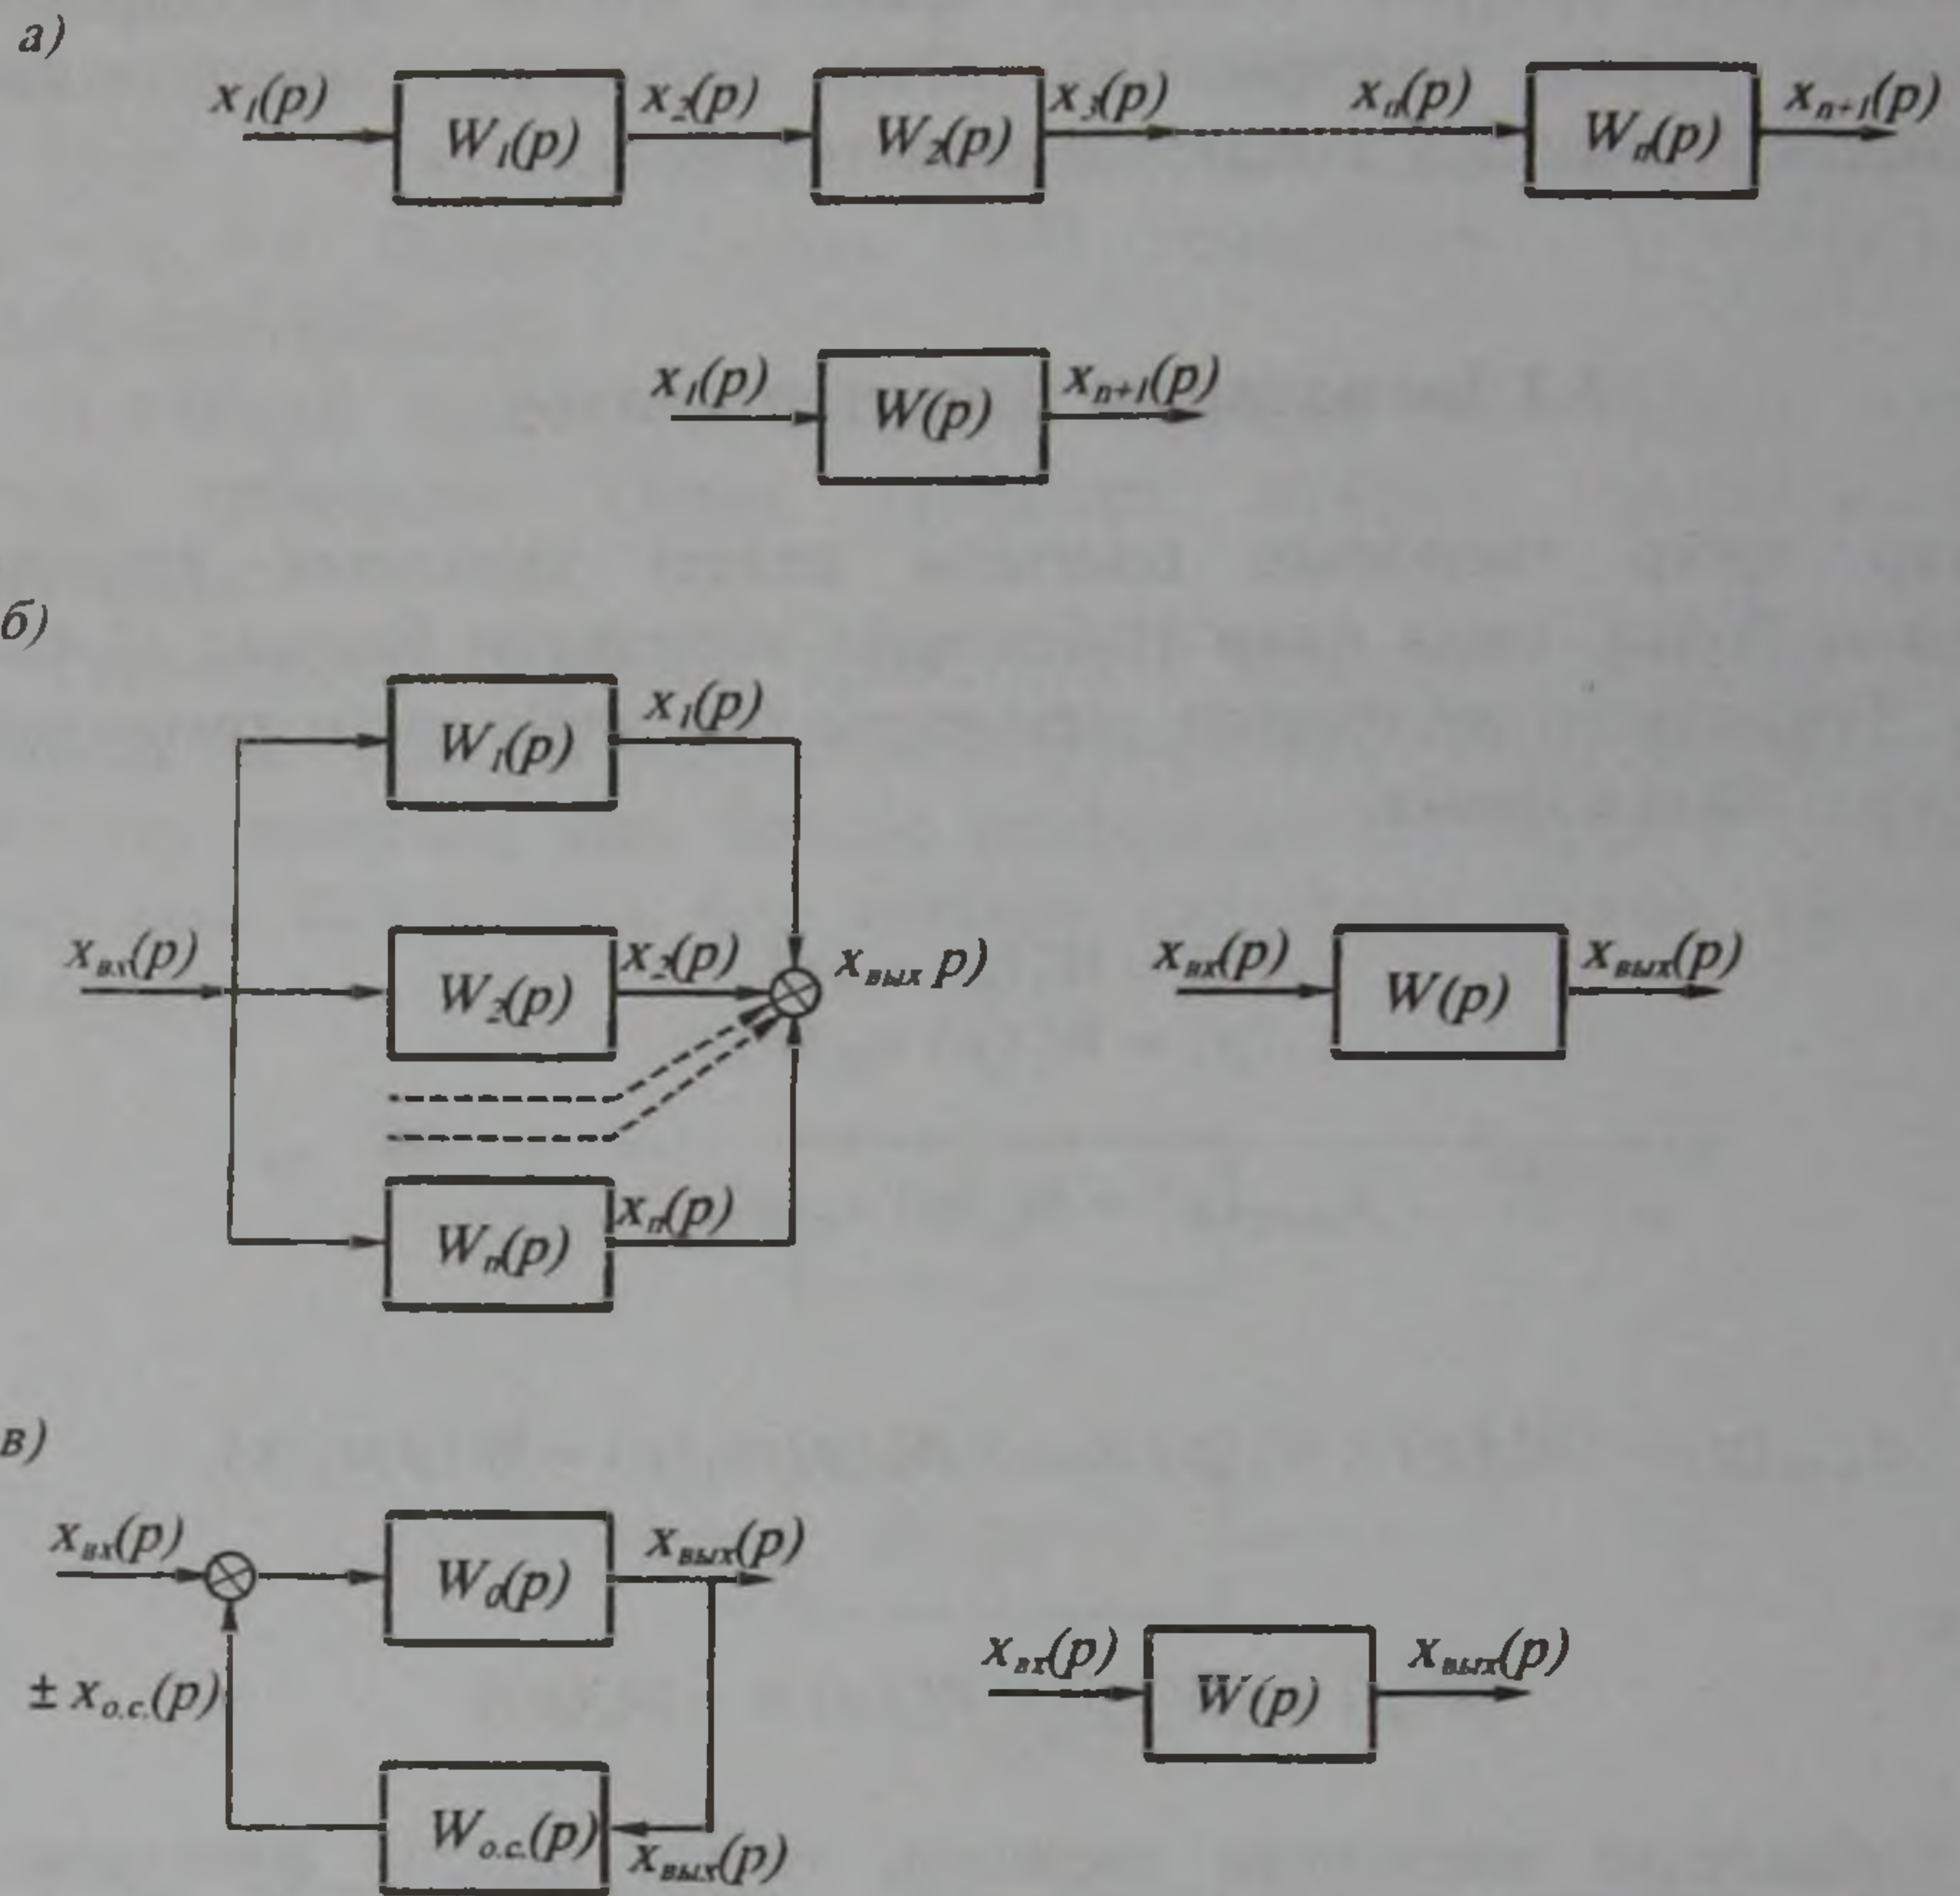 а)
x₁(p) W₁(p) x₂(p) W₂(p) x₃(p) xₙ(p) Wₙ(p) xₙ₊₁(p)
x₁(p) W(p) xₙ₊₁(p)
б)
W₁(p) x₁(p)
xвх(p) W₂(p) x₂(p) xвых p) xвх(p) W(p) xвых(p)
Wₙ(p) xₙ(p)
в)
xвх(p) W₀(p) xвых(p)
± xо.с.(p) xвх(p) W(p) xвых(p)
Wо.с.(p) xвых(p)